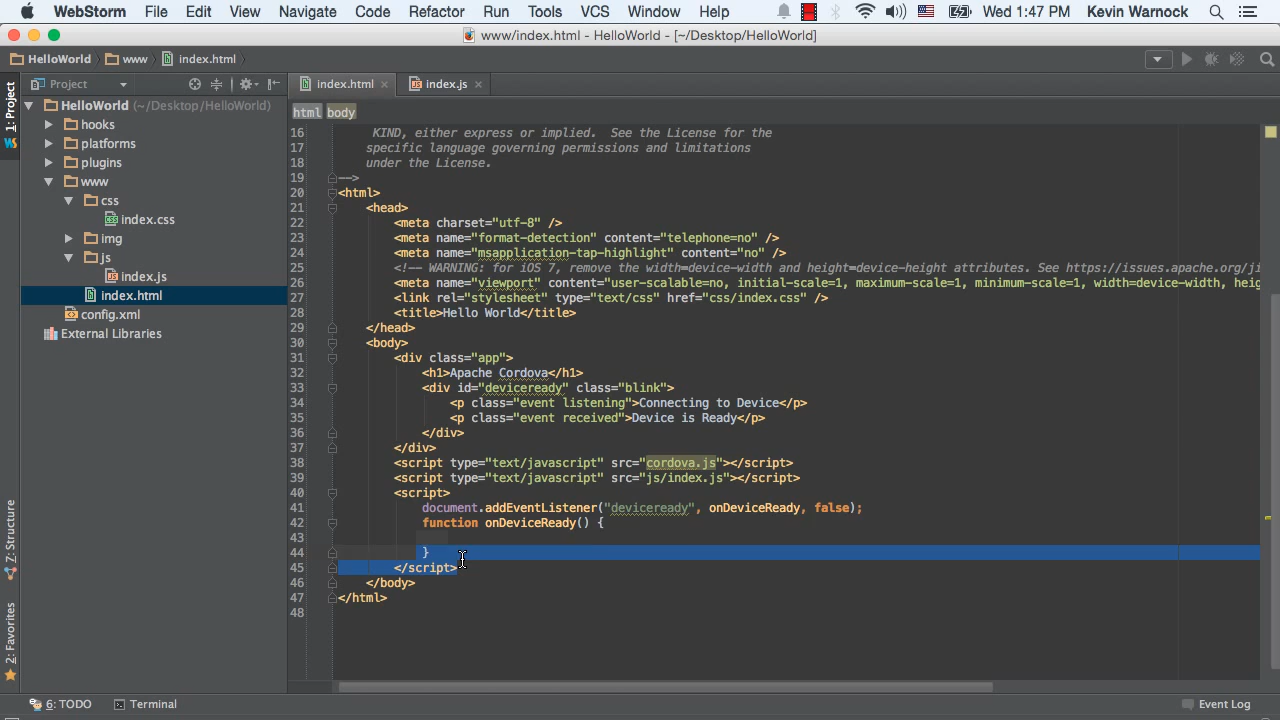 WebStorm File Edit View Navigate Code Refactor Run Tools VCS Window Help Wed 1:47 PM Kevin Warnock
www/index.html - HelloWorld - [~/Desktop/HelloWorld]
HelloWorld www index.html
1: Project
Project
index.html
index.js
HelloWorld (~/Desktop/HelloWorld)
hooks
platforms
plugins
www
css
index.css
img
js
index.js
index.html
config.xml
External Libraries
html body
16 KIND, either express or implied. See the License for the
17 specific language governing permissions and limitations
18 under the License.
19 -->
20 <html>
21 <head>
22 <meta charset="utf-8" />
23 <meta name="format-detection" content="telephone=no" />
24 <meta name="msapplication-tap-highlight" content="no" />
25 <!-- WARNING: for iOS 7, remove the width=device-width and height=device-height attributes. See https://issues.apache.org/ji
26 <meta name="viewport" content="user-scalable=no, initial-scale=1, maximum-scale=1, minimum-scale=1, width=device-width, heig
27 <link rel="stylesheet" type="text/css" href="css/index.css" />
28 <title>Hello World</title>
29 </head>
30 <body>
31 <div class="app">
32 <h1>Apache Cordova</h1>
33 <div id="deviceready" class="blink">
34 <p class="event listening">Connecting to Device</p>
35 <p class="event received">Device is Ready</p>
36 </div>
37 </div>
38 <script type="text/javascript" src="cordova.js"></script>
39 <script type="text/javascript" src="js/index.js"></script>
40 <script>
41 document.addEventListener("deviceready", onDeviceReady, false);
42 function onDeviceReady() {
43
44 }
45 </script>
46 </body>
47 </html>
48
Z: Structure
2: Favorites
6: TODO Terminal Event Log